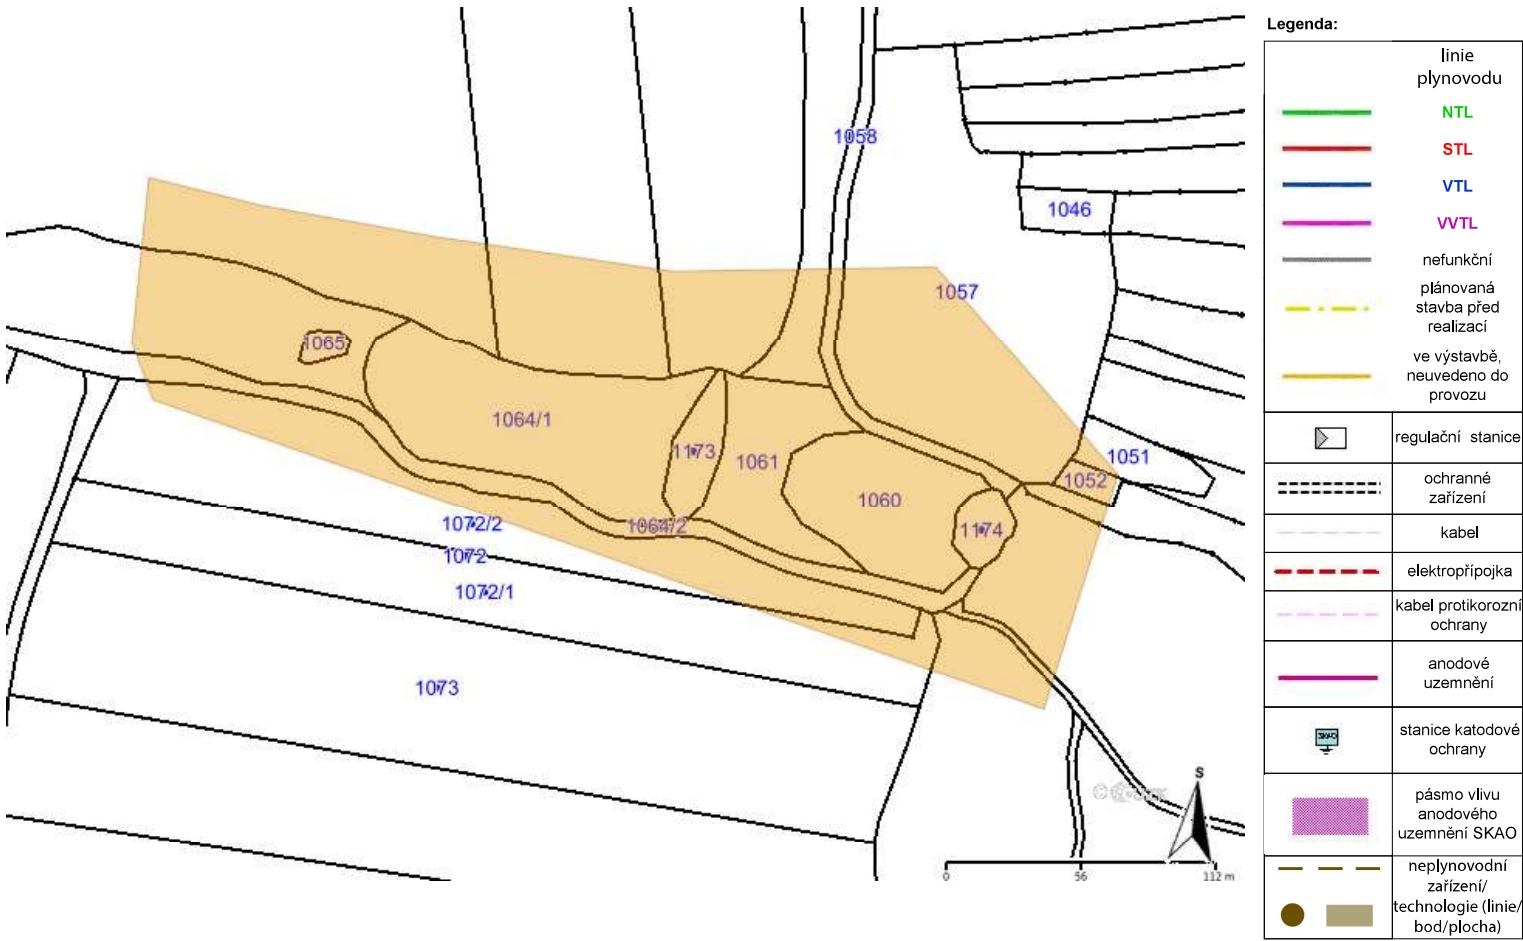 1058
1046
1057
1065
1064/1
1173
1061
1060
1051
1052
1174
1064/2
1072/2
1072
1072/1
1073
S
0
56
112 m
Legenda:
linie
plynovodu
NTL
STL
VTL
VVTL
nefunkční
plánovaná
stavba před
realizací
ve výstavbě,
neuvedeno do
provozu
regulační stanice
ochranné
zařízení
kabel
elektropřípojka
kabel protikorozní
ochrany
anodové
uzemnění
SKAO
stanice katodové
ochrany
pásmo vlivu
anodového
uzemnění SKAO
neplynovodní
zařízení/
technologie (linie/
bod/plocha)